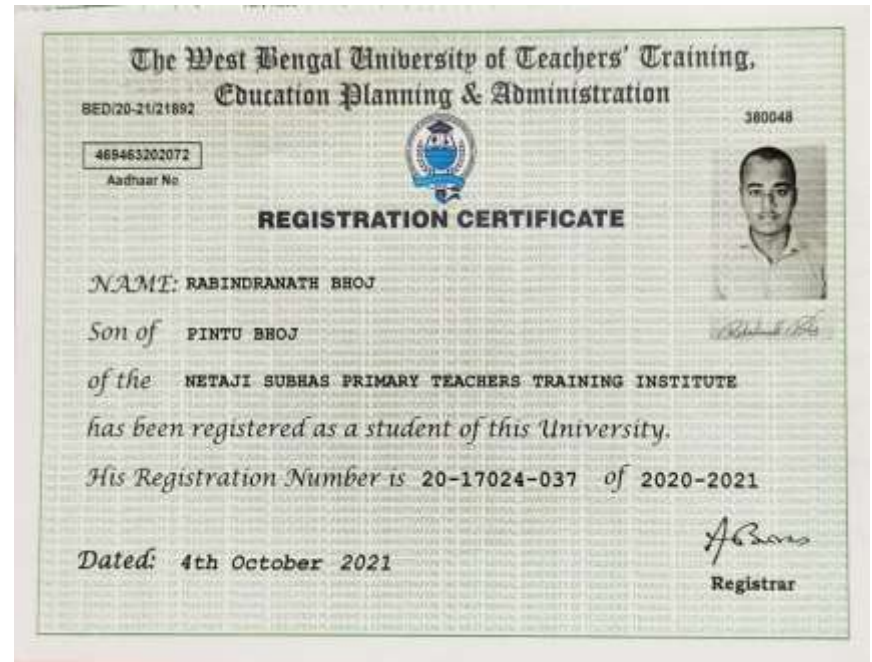 The West Bengal University of Teachers' Training,
Education Planning & Administration
BED/20-21/21892
380048
469463202072
Aadhaar No
REGISTRATION CERTIFICATE
NAME: RABINDRANATH BHOJ
Son of PINTU BHOJ
of the NETAJI SUBHAS PRIMARY TEACHERS TRAINING INSTITUTE
has been registered as a student of this University.
His Registration Number is 20-17024-037 of 2020-2021
Dated: 4th October 2021
Registrar